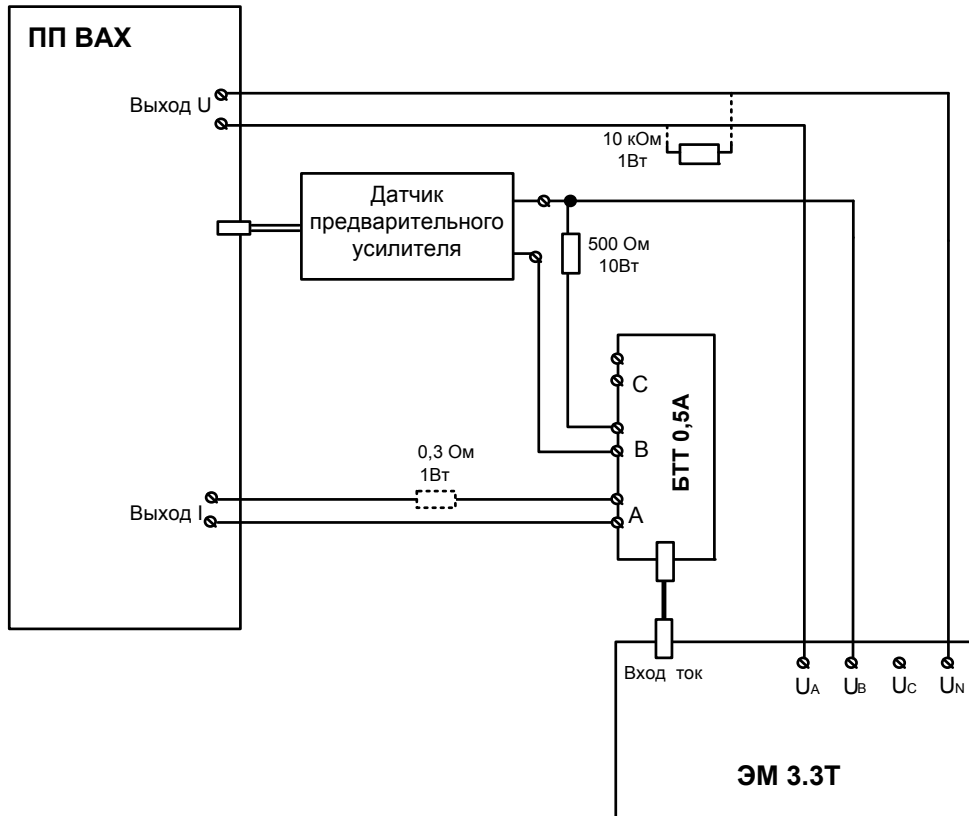 ПП ВАХ
Выход U
10 кОм
1Вт
Датчик
предварительного
усилителя
500 Ом
10Вт
C
B
A
БТТ 0,5А
0,3 Ом
1Вт
Выход I
Вход ток
UA UB UC UN
ЭМ 3.3Т